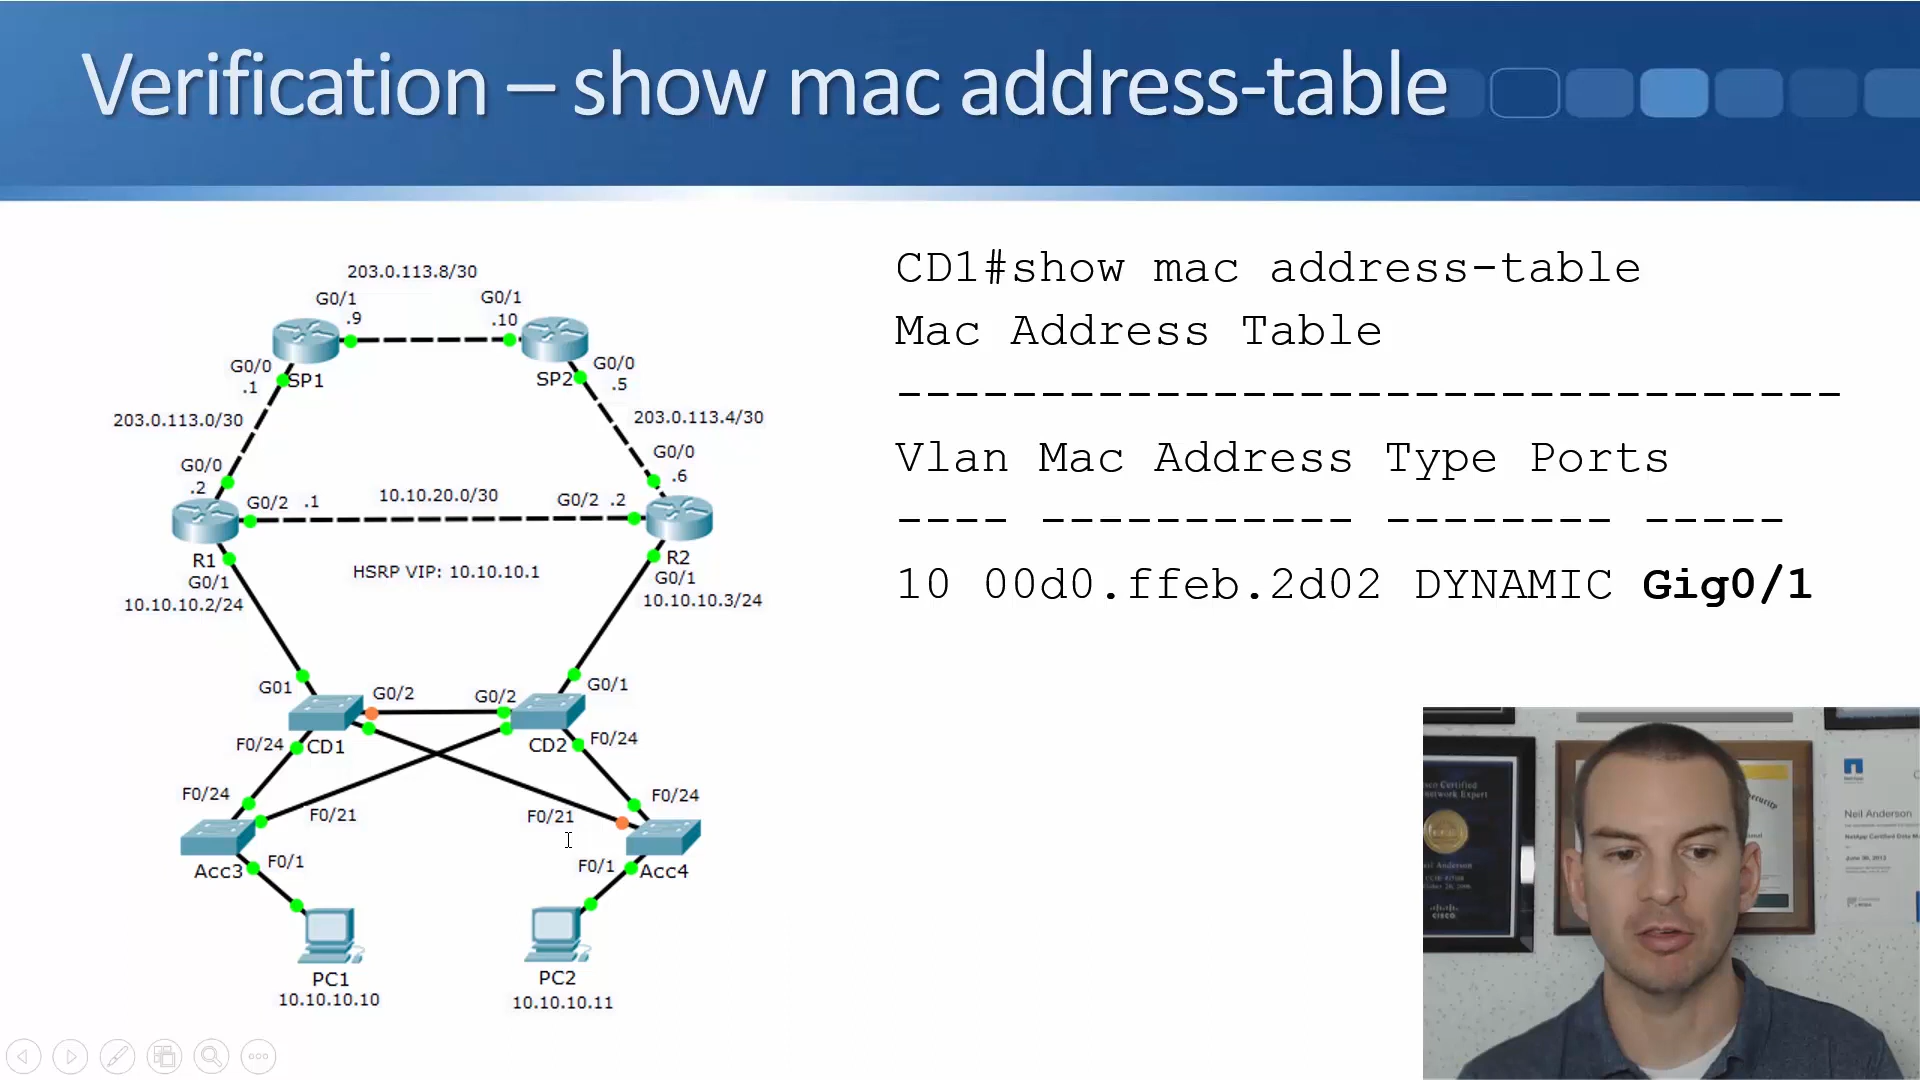 Verification – show mac address-table
203.0.113.8/30
G0/1
G0/1
.9
.10
G0/0
.1
SP1
SP2
G0/0
.5
203.0.113.0/30
203.0.113.4/30
G0/0
.2
G0/0
.6
G0/2 .1
10.10.20.0/30
G0/2 .2
R1
G0/1
10.10.10.2/24
HSRP VIP: 10.10.10.1
R2
G0/1
10.10.10.3/24
G01
G0/2
G0/2
G0/1
F0/24
CD1
CD2
F0/24
F0/24
F0/21
F0/21
F0/24
Acc3
F0/1
F0/1
Acc4
PC1
10.10.10.10
PC2
10.10.10.11
CD1#show mac address-table
Mac Address Table
---------------------------------
Vlan Mac Address Type Ports
---- ----------- -------- -----
10 00d0.ffeb.2d02 DYNAMIC Gig0/1
Neil Anderson
June 30, 2012
cisco